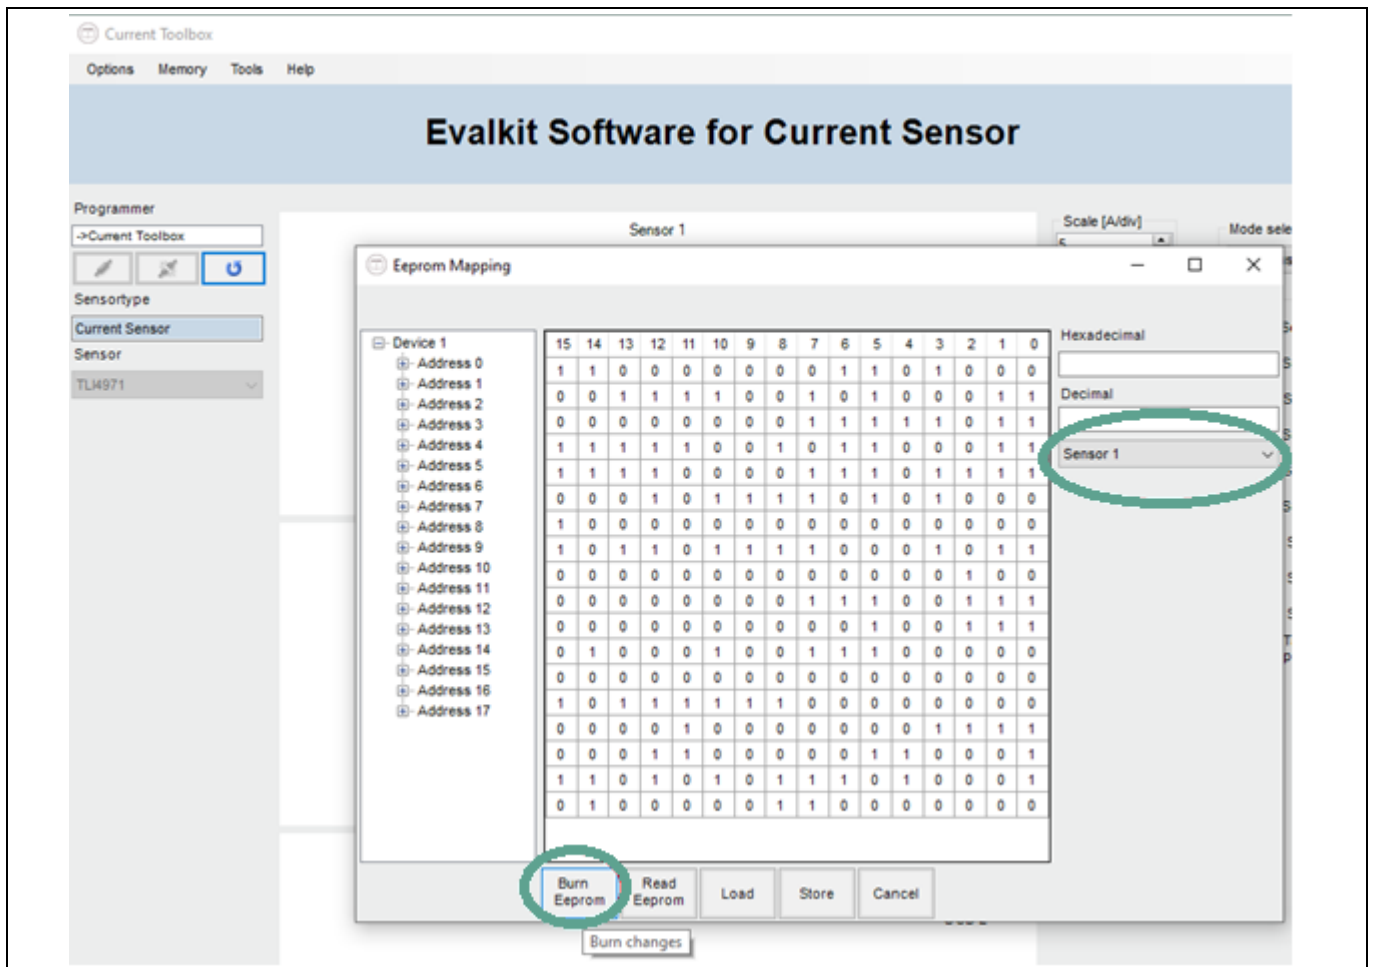 Current Toolbox
Options Memory Tools Help
Evalkit Software for Current Sensor
Programmer
->Current Toolbox
Sensortype
Current Sensor
Sensor
TLI4971
Sensor 1
Scale [A/div]
5
Mode sele
Eeprom Mapping
Device 1
Address 0
Address 1
Address 2
Address 3
Address 4
Address 5
Address 6
Address 7
Address 8
Address 9
Address 10
Address 11
Address 12
Address 13
Address 14
Address 15
Address 16
Address 17
15 14 13 12 11 10 9 8 7 6 5 4 3 2 1 0
1 1 0 0 0 0 0 0 0 1 1 0 1 0 0 0
0 0 1 1 1 1 0 0 1 0 1 0 0 0 1 1
0 0 0 0 0 0 0 0 1 1 1 1 1 0 1 1
1 1 1 1 1 0 0 1 0 1 1 0 0 0 1 1
1 1 1 1 0 0 0 0 1 1 1 0 1 1 1 1
0 0 0 1 0 1 1 1 1 0 1 0 1 0 0 0
1 0 0 0 0 0 0 0 0 0 0 0 0 0 0 0
1 0 1 1 0 1 1 1 1 0 0 0 1 0 1 1
0 0 0 0 0 0 0 0 0 0 0 0 0 1 0 0
0 0 0 0 0 0 0 0 1 1 1 0 0 1 1 1
0 0 0 0 0 0 0 0 0 0 1 0 0 1 1 1
0 1 0 0 0 1 0 0 1 1 1 0 0 0 0 0
0 0 0 0 0 0 0 0 0 0 0 0 0 0 0 0
1 0 1 1 1 1 1 1 0 0 0 0 0 0 0 0
0 0 0 0 1 0 0 0 0 0 0 0 1 1 1 1
0 0 0 1 1 0 0 0 0 0 1 1 0 0 0 1
1 1 0 1 0 1 0 1 1 1 0 1 0 0 0 1
0 1 0 0 0 0 0 1 1 0 0 0 0 0 0 0
Hexadecimal
Decimal
Sensor 1
Burn Eeprom
Read Eeprom
Load
Store
Cancel
Burn changes